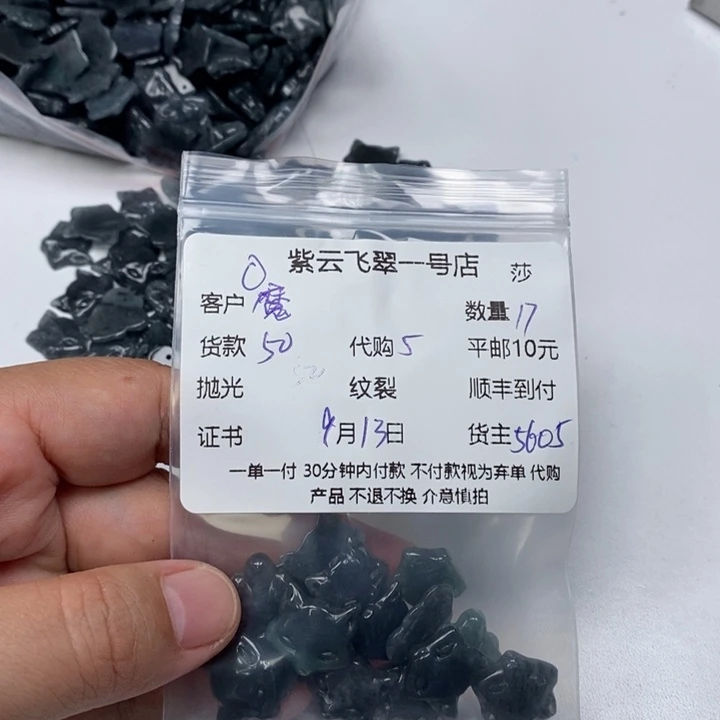 紫云飞翠一号店 莎
客户 魔 数量 17
货款 50 代购 5 平邮10元
抛光 纹裂 顺丰到付
证书 9月13日 货主 5605
一单一付 30分钟内付款 不付款视为弃单 代购
产品 不退不换 介意慎拍